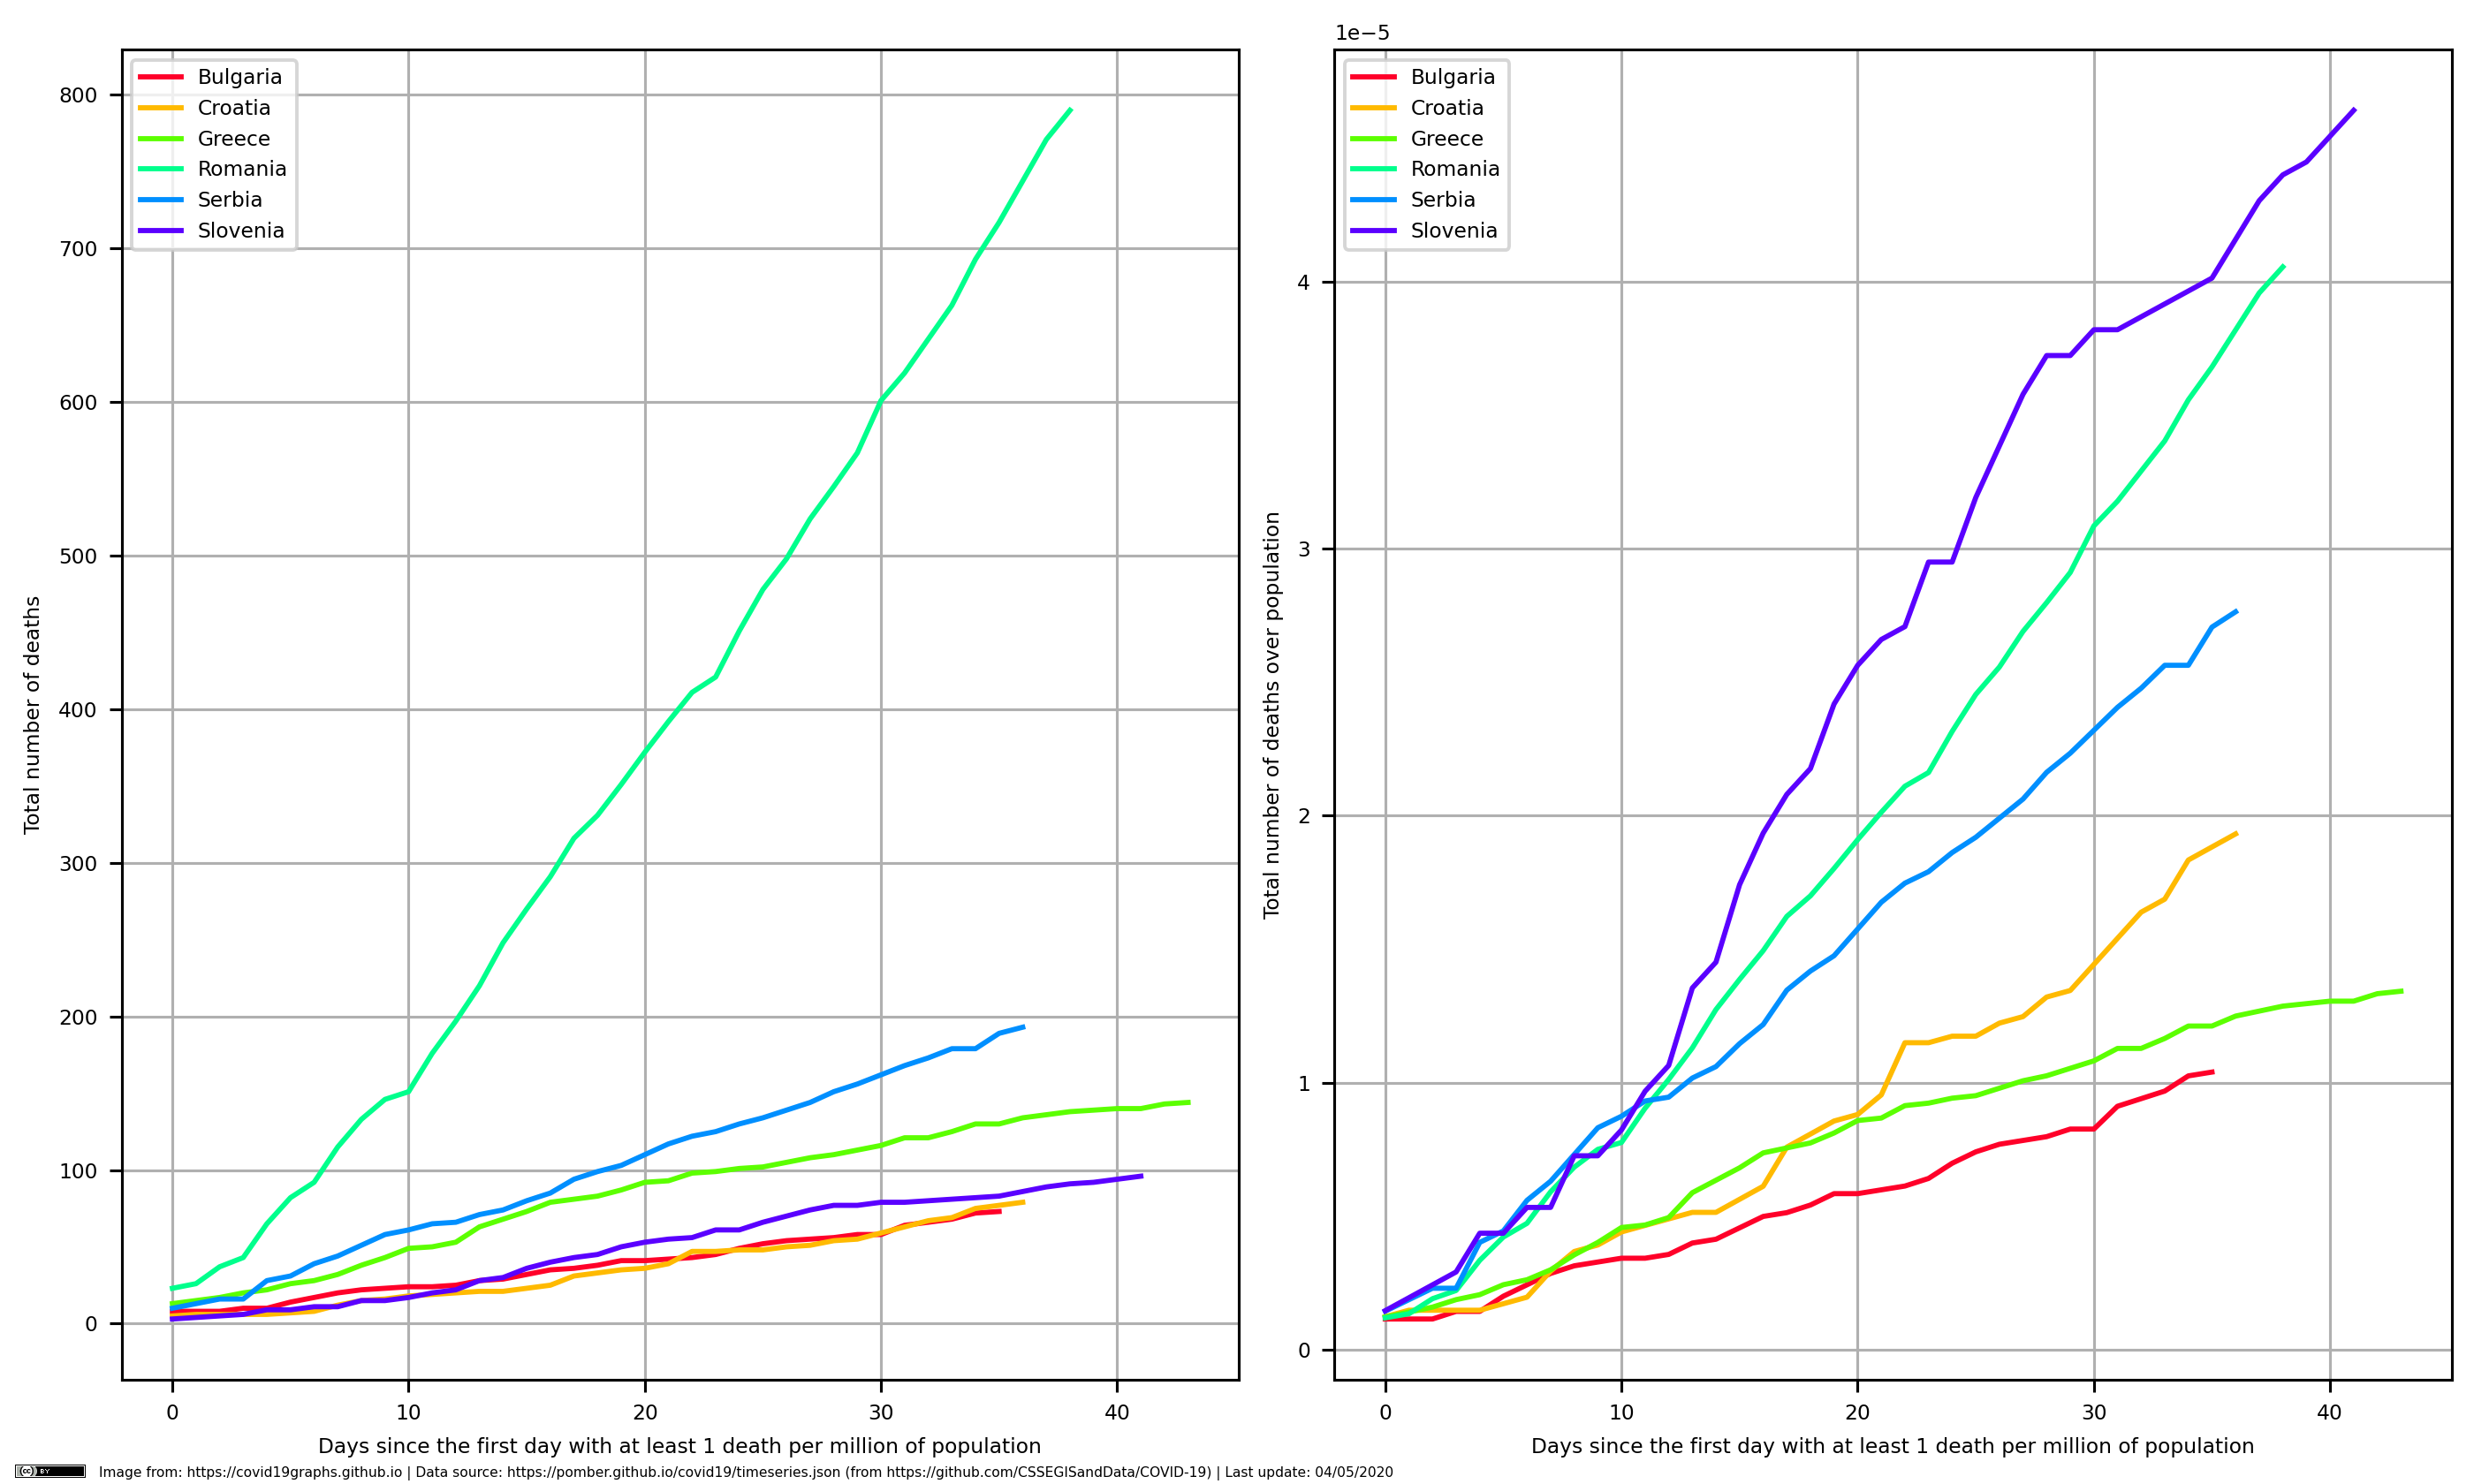 Bulgaria
Croatia
Greece
Romania
Serbia
Slovenia
800
700
600
500
400
300
200
100
0
0 10 20 30 40
Total number of deaths
Days since the first day with at least 1 death per million of population
1e−5
Bulgaria
Croatia
Greece
Romania
Serbia
Slovenia
4
3
2
1
0
0 10 20 30 40
Total number of deaths over population
Days since the first day with at least 1 death per million of population
(cc) BY Image from: https://covid19graphs.github.io | Data source: https://pomber.github.io/covid19/timeseries.json (from https://github.com/CSSEGISandData/COVID-19) | Last update: 04/05/2020